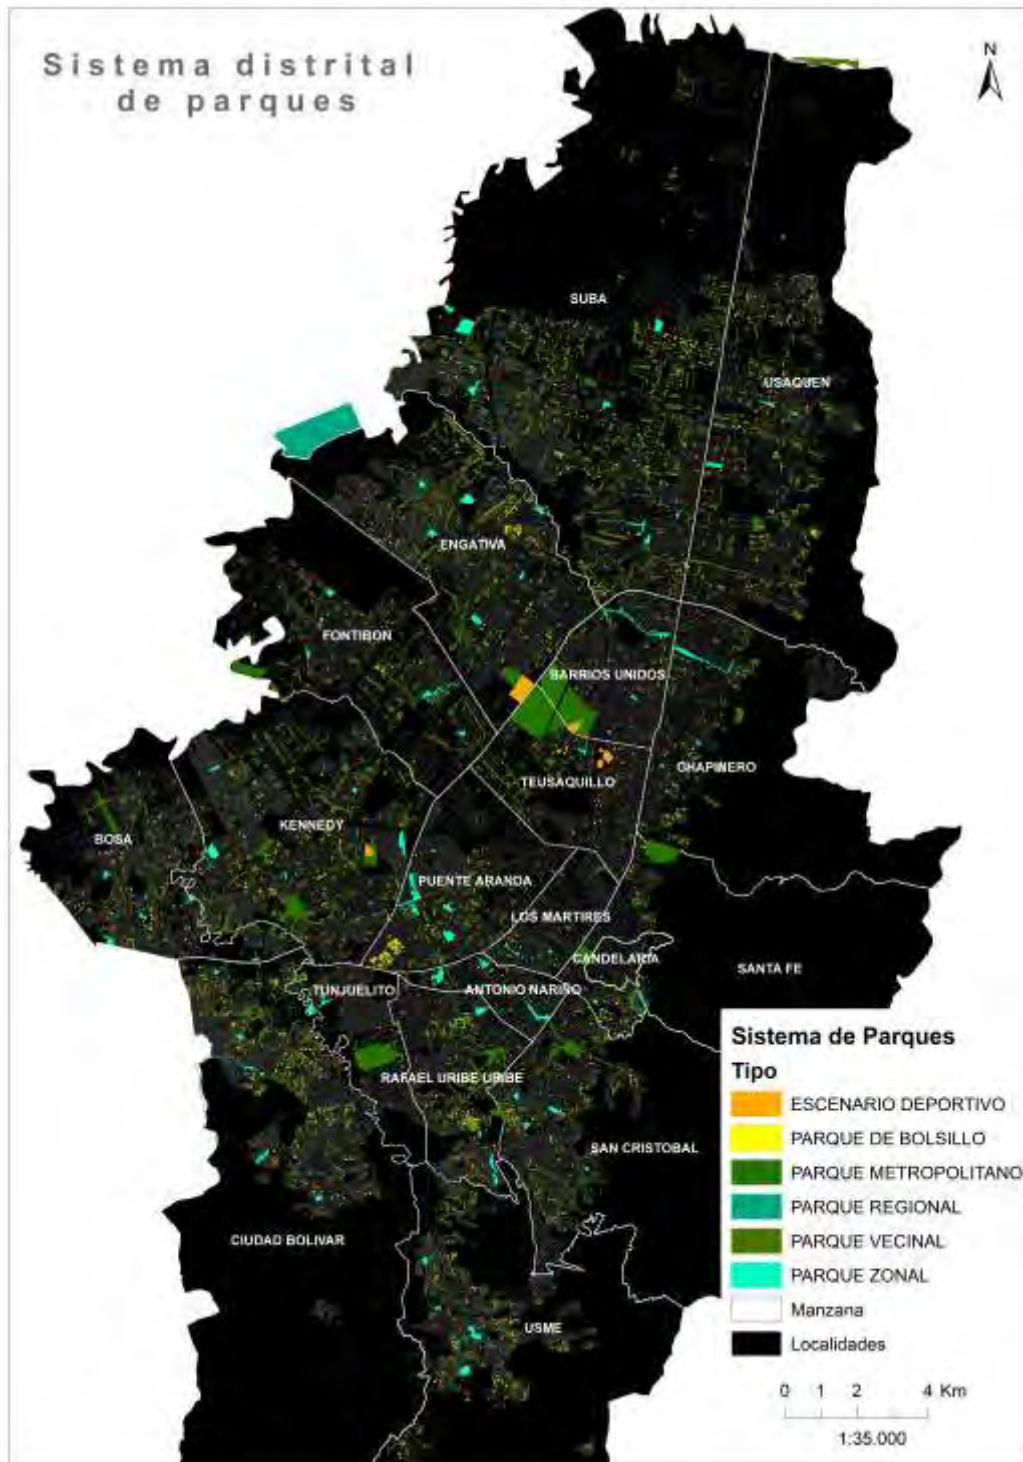 Sistema distrital
de parques
N
SUBA
USAQUEN
ENGATIVA
FONTIBON
BARRIOS UNIDOS
CHAPINERO
TEUSAQUILLO
KENNEDY
BOSA
PUENTE ARANDA
LOS MARTIRES
CANDELARIA
SANTA FE
TUNJUELITO
ANTONIO NARIÑO
RAFAEL URIBE URIBE
SAN CRISTOBAL
CIUDAD BOLIVAR
USME
Sistema de Parques
Tipo
ESCENARIO DEPORTIVO
PARQUE DE BOLSILLO
PARQUE METROPOLITANO
PARQUE REGIONAL
PARQUE VECINAL
PARQUE ZONAL
Manzana
Localidades
0 1 2 4 Km
1:35.000